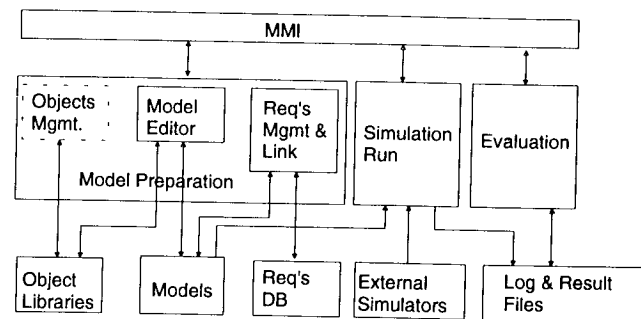 MMI
Objects
Mgmt.
Model
Editor
Req's
Mgmt &
Link
Model Preparation
Simulation
Run
Evaluation
Object
Libraries
Models
Req's
DB
External
Simulators
Log & Result
Files